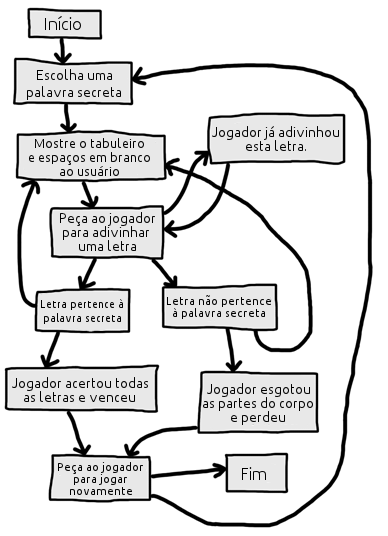 Início
Escolha uma
palavra secreta
Mostre o tabuleiro
e espaços em branco
ao usuário
Jogador já adivinhou
esta letra.
Peça ao jogador
para adivinhar
uma letra
Letra pertence à
palavra secreta
Letra não pertence
à palavra secreta
Jogador acertou todas
as letras e venceu
Jogador esgotou
as partes do corpo
e perdeu
Peça ao jogador
para jogar
novamente
Fim